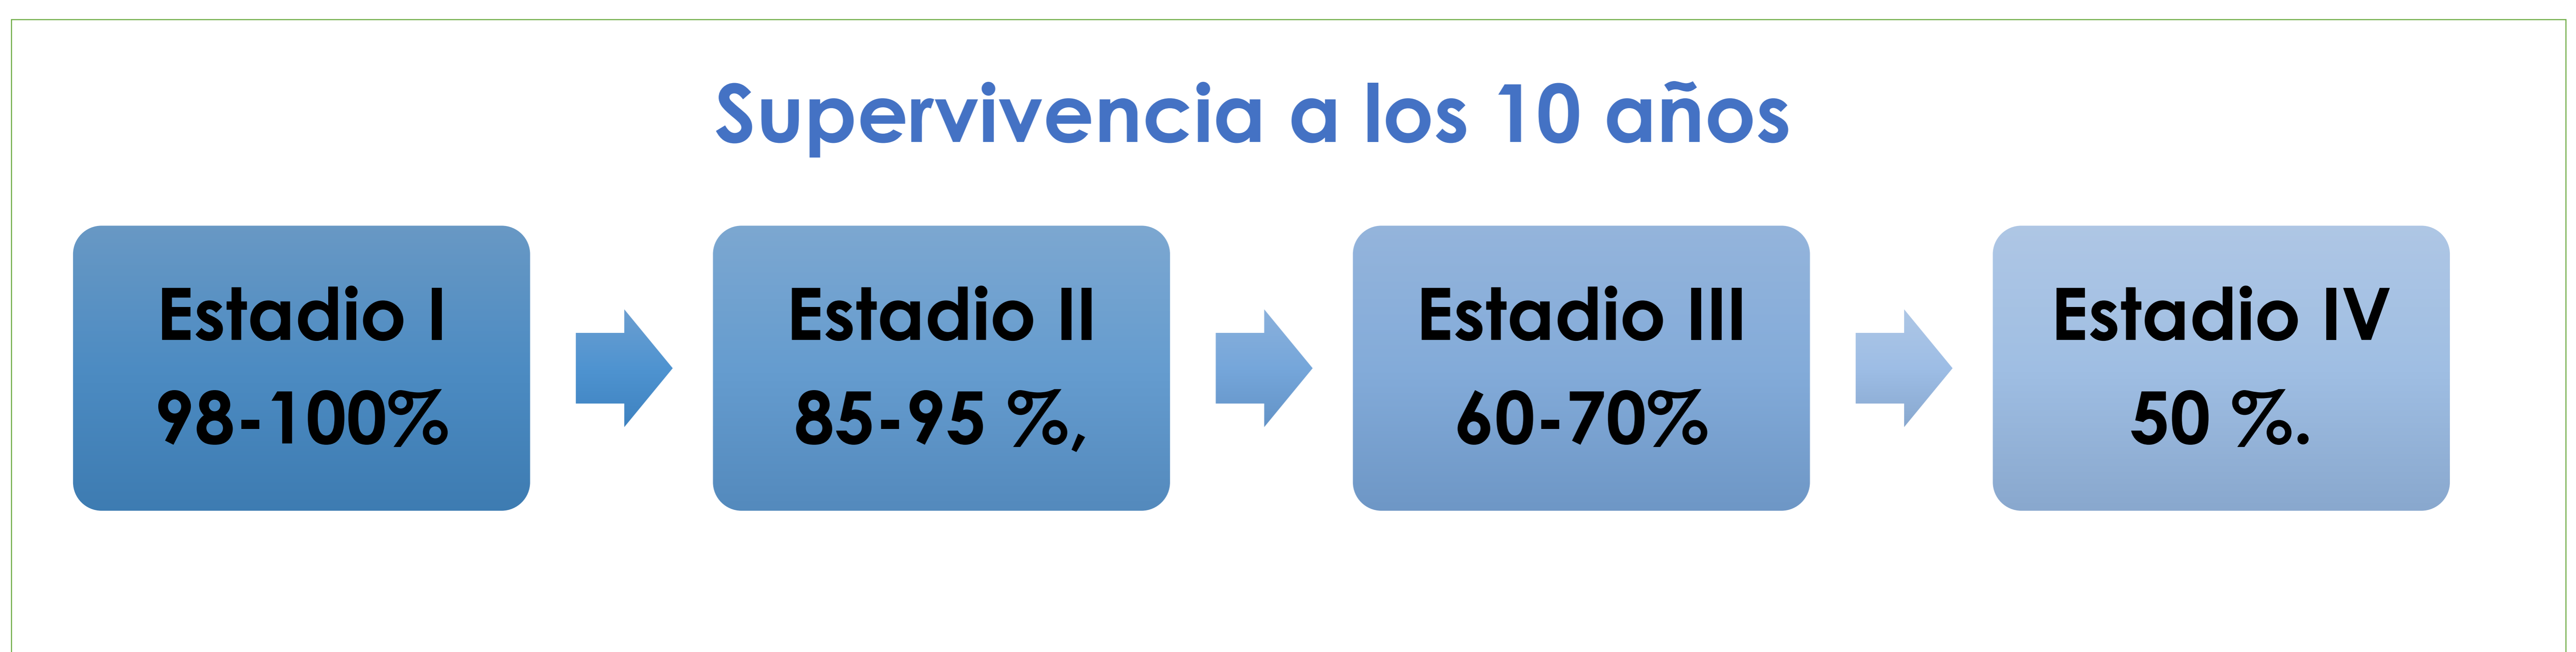 Supervivencia a los 10 años
Estadio I
98-100%
Estadio II
85-95 %,
Estadio III
60-70%
Estadio IV
50 %.